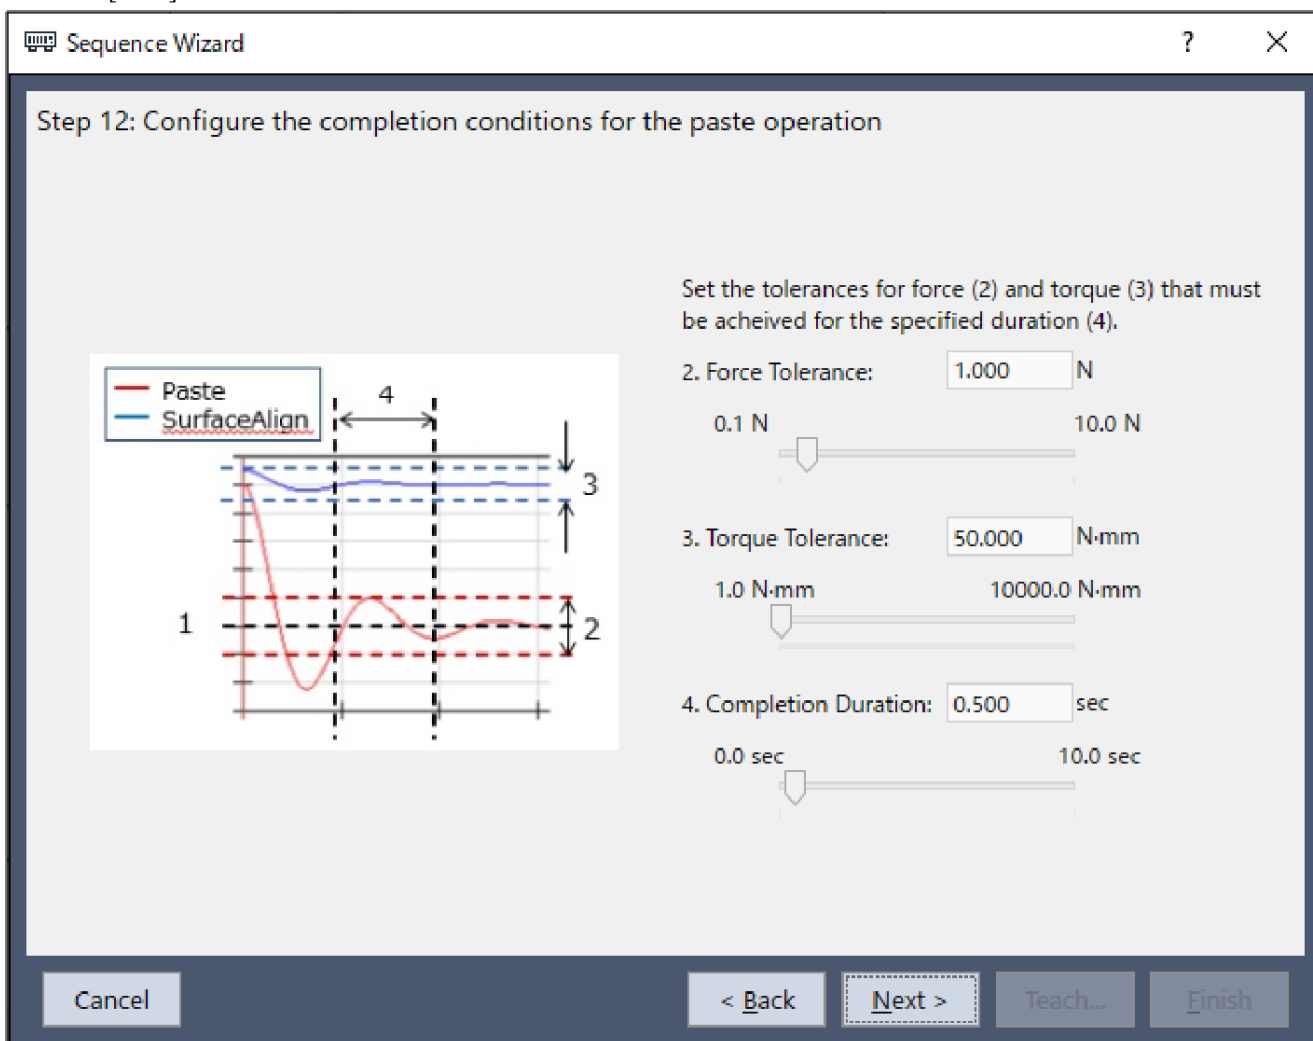 Sequence Wizard
?
Step 12: Configure the completion conditions for the paste operation
Set the tolerances for force (2) and torque (3) that must
be acheived for the specified duration (4).
Paste
SurfaceAlign
4
3
1
2
2. Force Tolerance: 1.000 N
0.1 N 10.0 N
3. Torque Tolerance: 50.000 N·mm
1.0 N·mm 10000.0 N·mm
4. Completion Duration: 0.500 sec
0.0 sec 10.0 sec
Cancel < Back Next > Teach... Finish